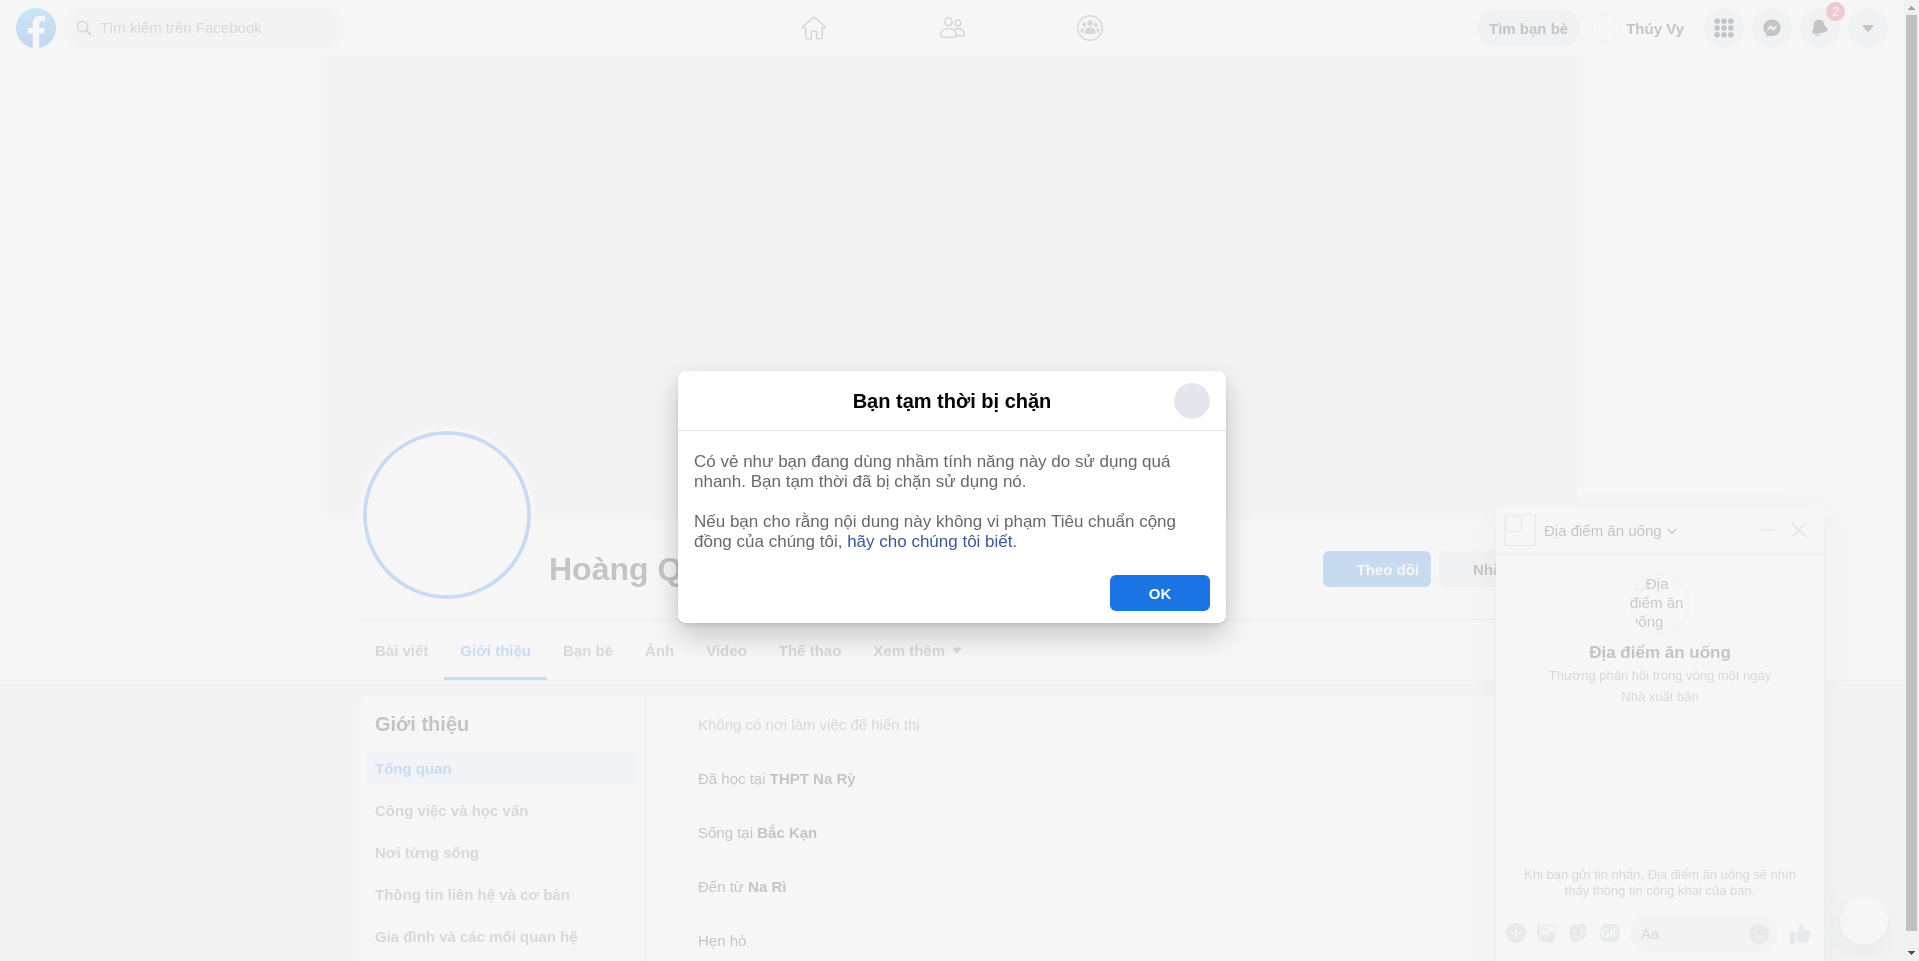 Tìm kiếm trên Facebook
Tìm bạn bè
Thúy Vy
2
Bạn tạm thời bị chặn
Có vẻ như bạn đang dùng nhầm tính năng này do sử dụng quá
nhanh. Bạn tạm thời đã bị chặn sử dụng nó.
Nếu bạn cho rằng nội dung này không vi phạm Tiêu chuẩn cộng
đồng của chúng tôi, hãy cho chúng tôi biết.
OK
Hoàng Q
Theo dõi
Bài viết
Giới thiệu
Bạn bè
Ảnh
Video
Thể thao
Xem thêm
Giới thiệu
Tổng quan
Công việc và học vấn
Nơi từng sống
Thông tin liên hệ và cơ bản
Gia đình và các mối quan hệ
Không có nơi làm việc để hiển thị
Đã học tại THPT Na Rỳ
Sống tại Bắc Kạn
Đến từ Na Rì
Hẹn hò
Địa điểm ăn uống
Địa
điểm ăn
uống
Địa điểm ăn uống
Thường phản hồi trong vòng một ngày
Nhà xuất bản
Khi bạn gửi tin nhắn, Địa điểm ăn uống sẽ nhìn
thấy thông tin công khai của bạn.
GIF
Aa